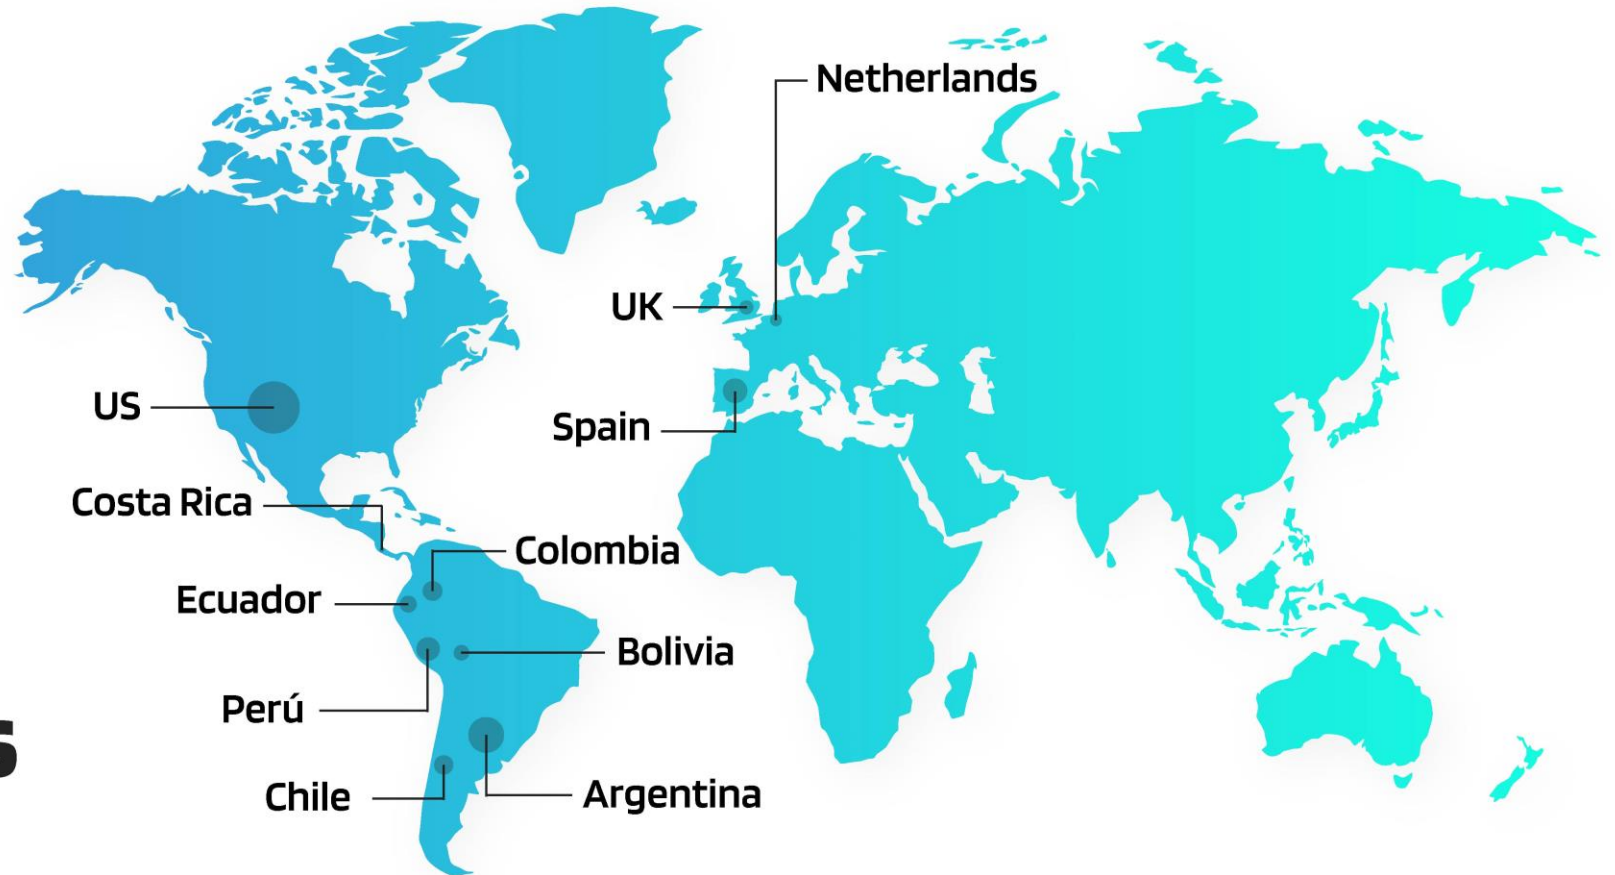 Netherlands
UK
US
Spain
Costa Rica
Colombia
Ecuador
Bolivia
Perú
s
Chile
Argentina